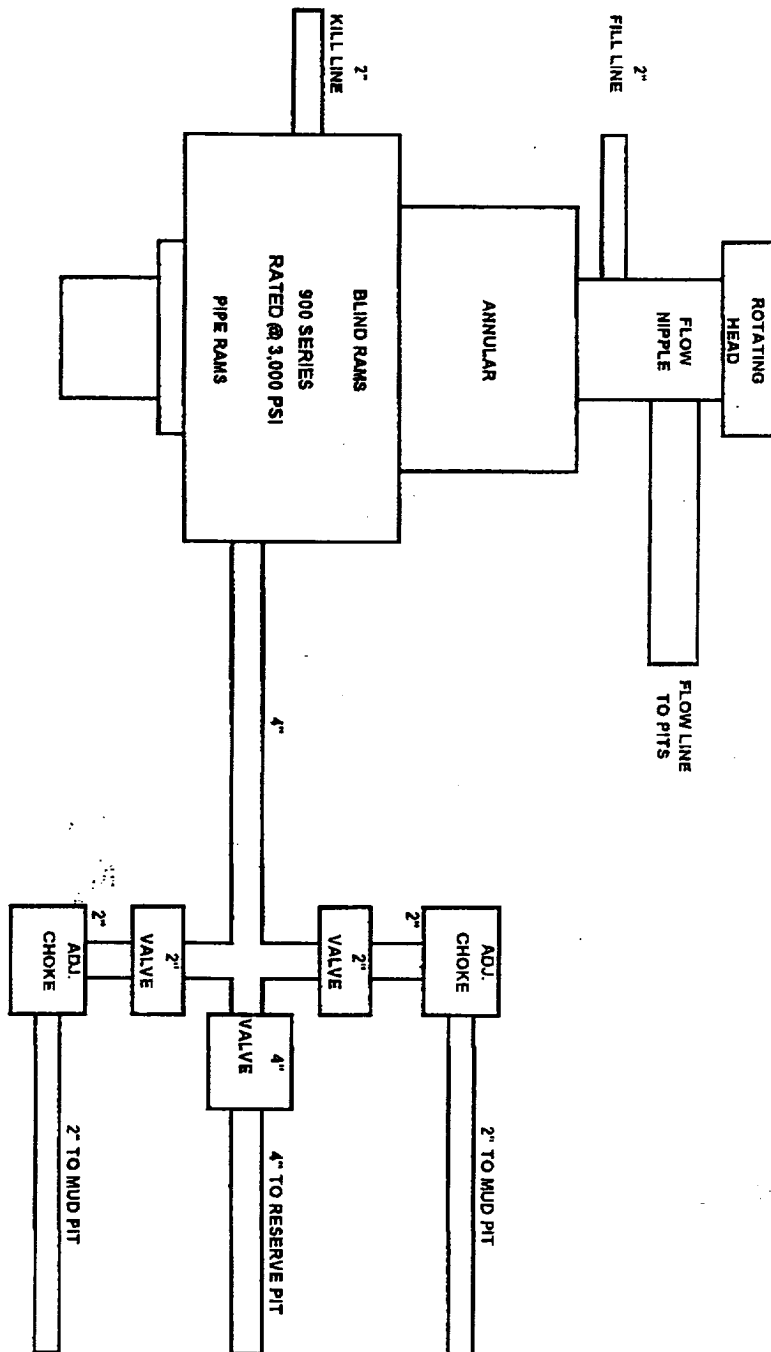 ROTATING
HEAD
2"
FILL LINE
FLOW
NIPPLE
FLOW LINE
TO PITS
ANNULAR
2"
KILL LINE
BLIND RAMS
900 SERIES
RATED @ 3,000 PSI
PIPE RAMS
4"
ADJ.
CHOKE
2"
2" TO MUD PIT
2"
VALVE
4"
VALVE
4" TO RESERVE PIT
2"
VALVE
2"
ADJ.
CHOKE
2" TO MUD PIT